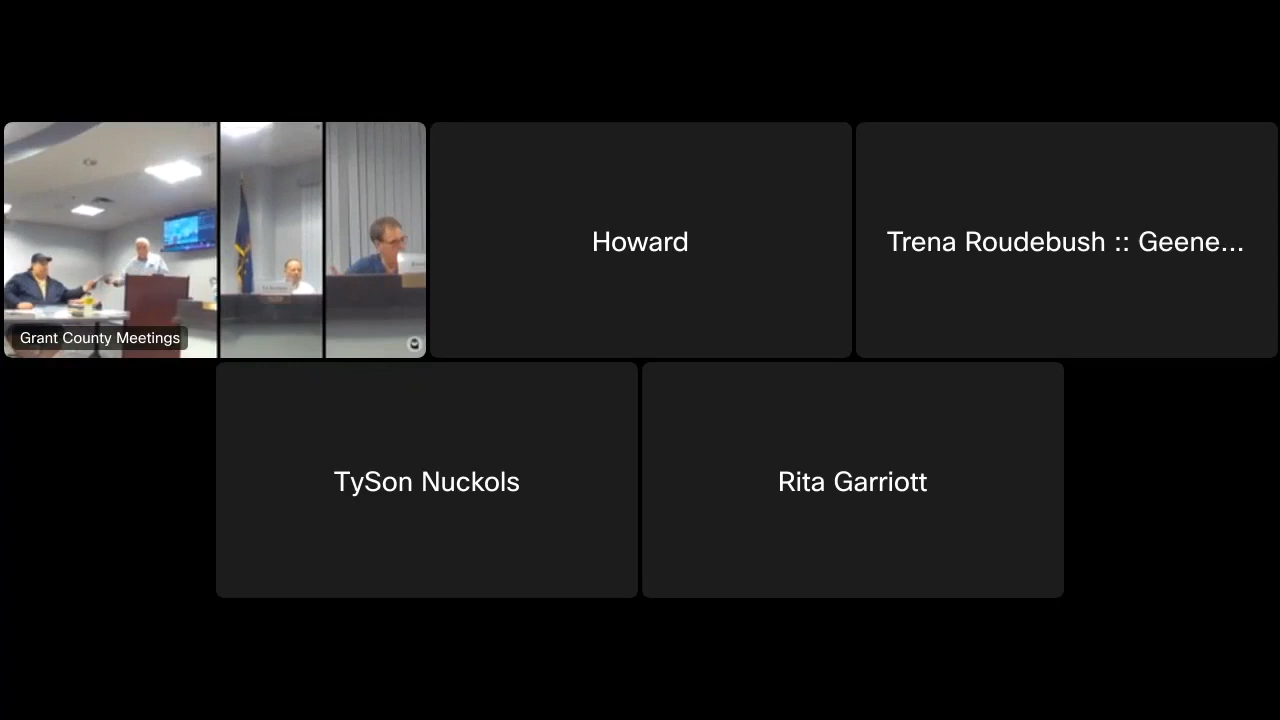 Grant County Meetings
Howard
Trena Roudebush :: Geene...
TySon Nuckols
Rita Garriott